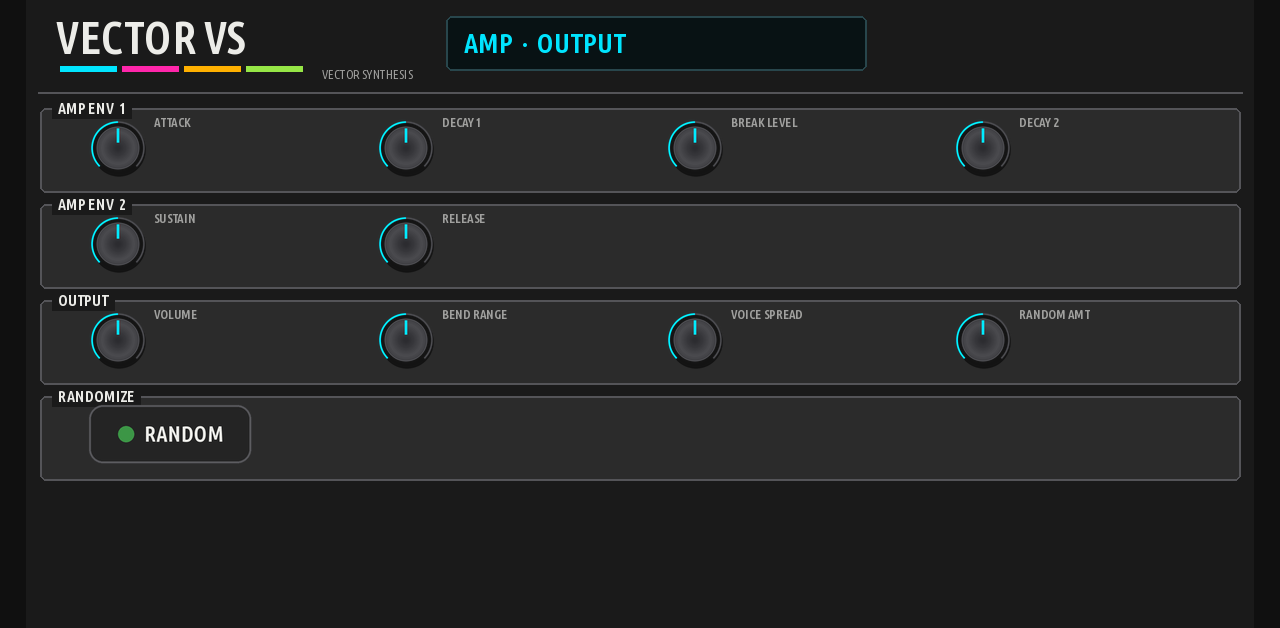 VECTOR VS
VECTOR SYNTHESIS
AMP · OUTPUT
AMP ENV 1
ATTACK
DECAY 1
BREAK LEVEL
DECAY 2
AMP ENV 2
SUSTAIN
RELEASE
OUTPUT
VOLUME
BEND RANGE
VOICE SPREAD
RANDOM AMT
RANDOMIZE
RANDOM